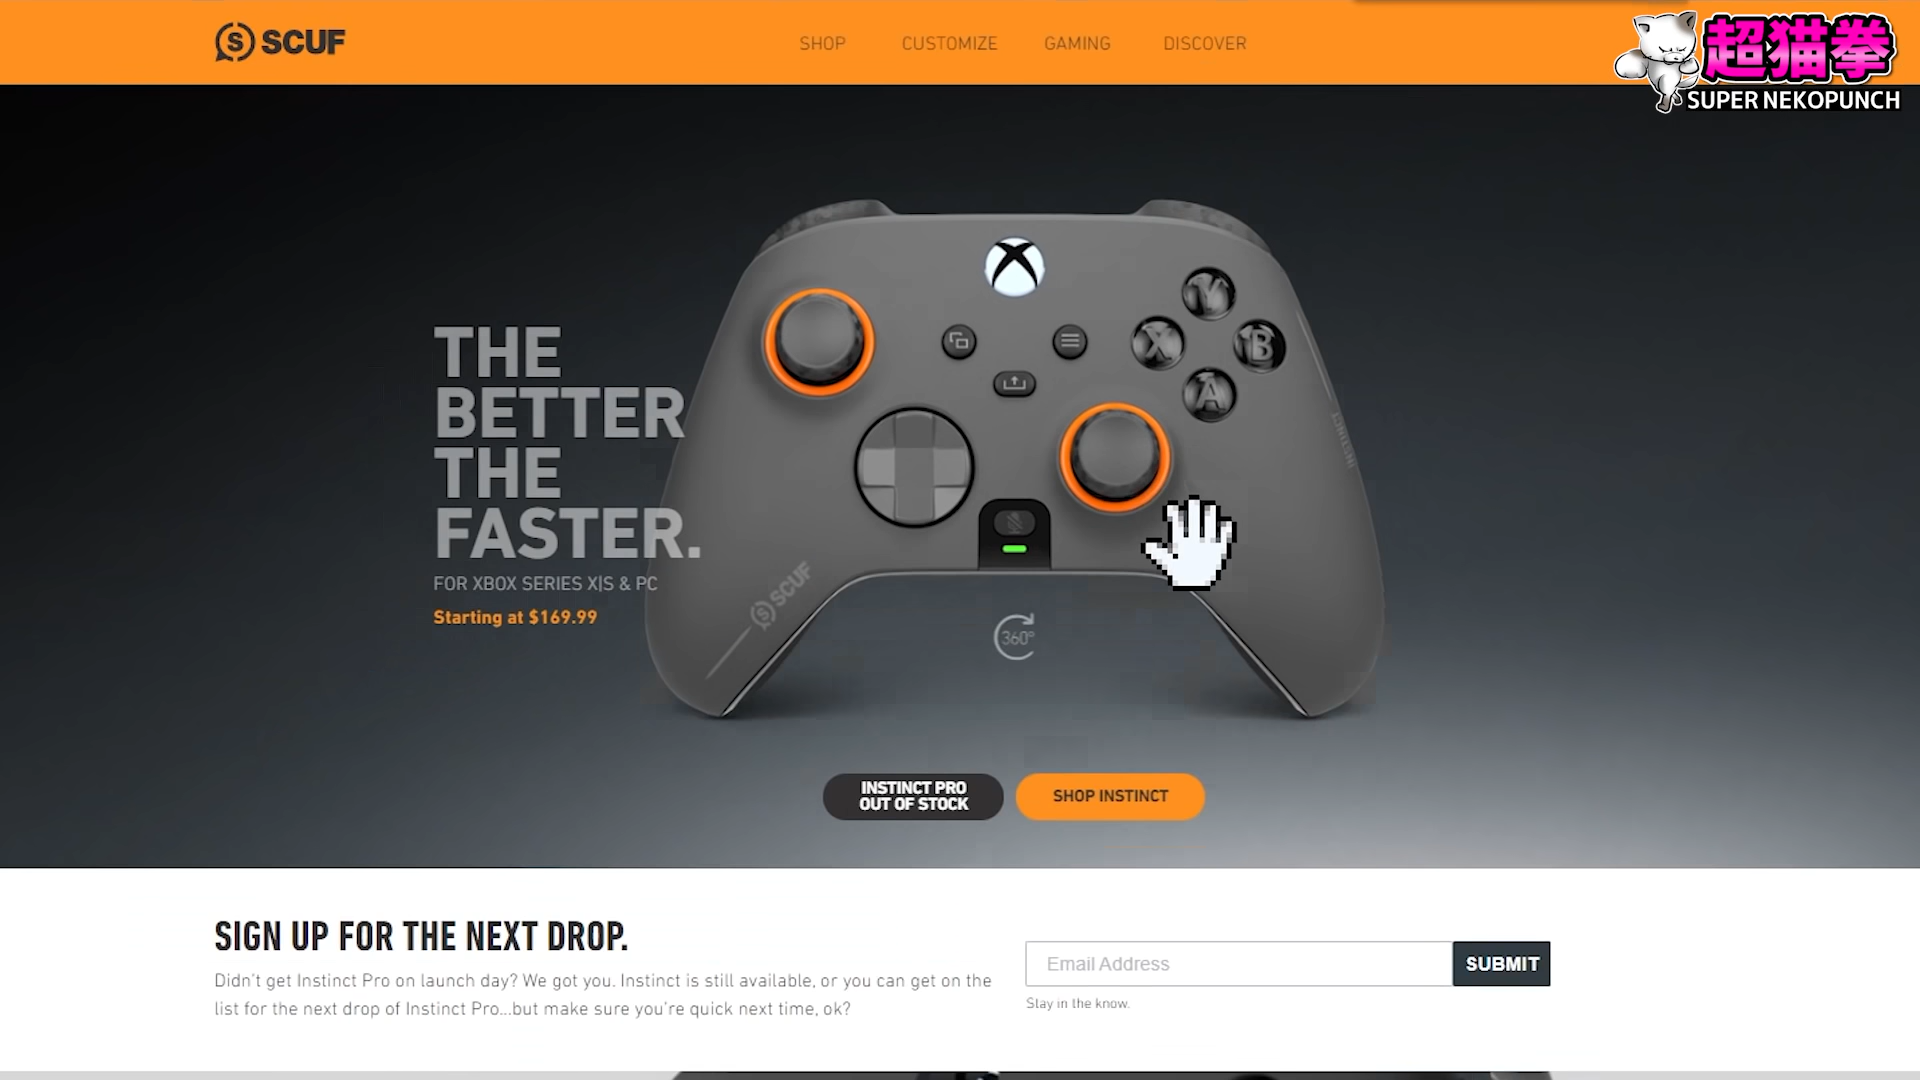 SCUF
SHOP
CUSTOMIZE
GAMING
DISCOVER
超猫拳
SUPER NEKOPUNCH
THE
BETTER
THE
FASTER.
FOR XBOX SERIES X|S & PC
Starting at $169.99
Y
X
B
A
INSTINCT
SCUF
360°
INSTINCT PRO
OUT OF STOCK
SHOP INSTINCT
SIGN UP FOR THE NEXT DROP.
Didn't get Instinct Pro on launch day? We got you. Instinct is still available, or you can get on the
list for the next drop of Instinct Pro...but make sure you're quick next time, ok?
Email Address
SUBMIT
Stay in the know.